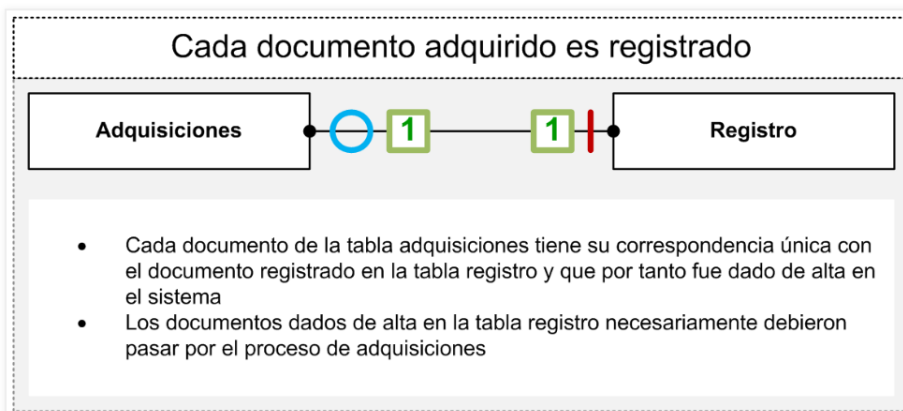 Cada documento adquirido es registrado
Adquisiciones
1
1
Registro
• Cada documento de la tabla adquisiciones tiene su correspondencia única con
el documento registrado en la tabla registro y que por tanto fue dado de alta en
el sistema
• Los documentos dados de alta en la tabla registro necesariamente debieron
pasar por el proceso de adquisiciones